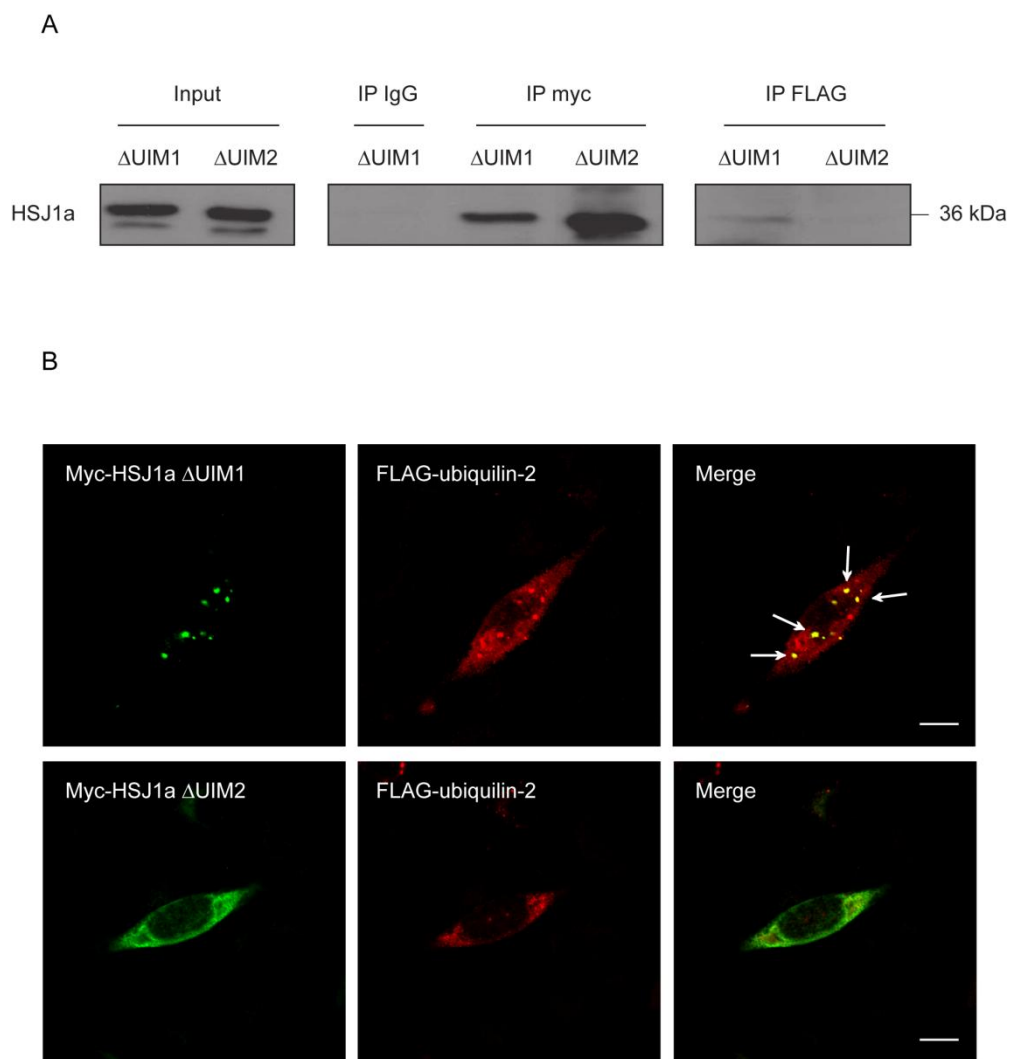 A
Input IP IgG IP myc IP FLAG
ΔUIM1 ΔUIM2 ΔUIM1 ΔUIM1 ΔUIM2 ΔUIM1 ΔUIM2
HSJ1a 36 kDa
B
Myc-HSJ1a ΔUIM1 FLAG-ubiquilin-2 Merge
Myc-HSJ1a ΔUIM2 FLAG-ubiquilin-2 Merge